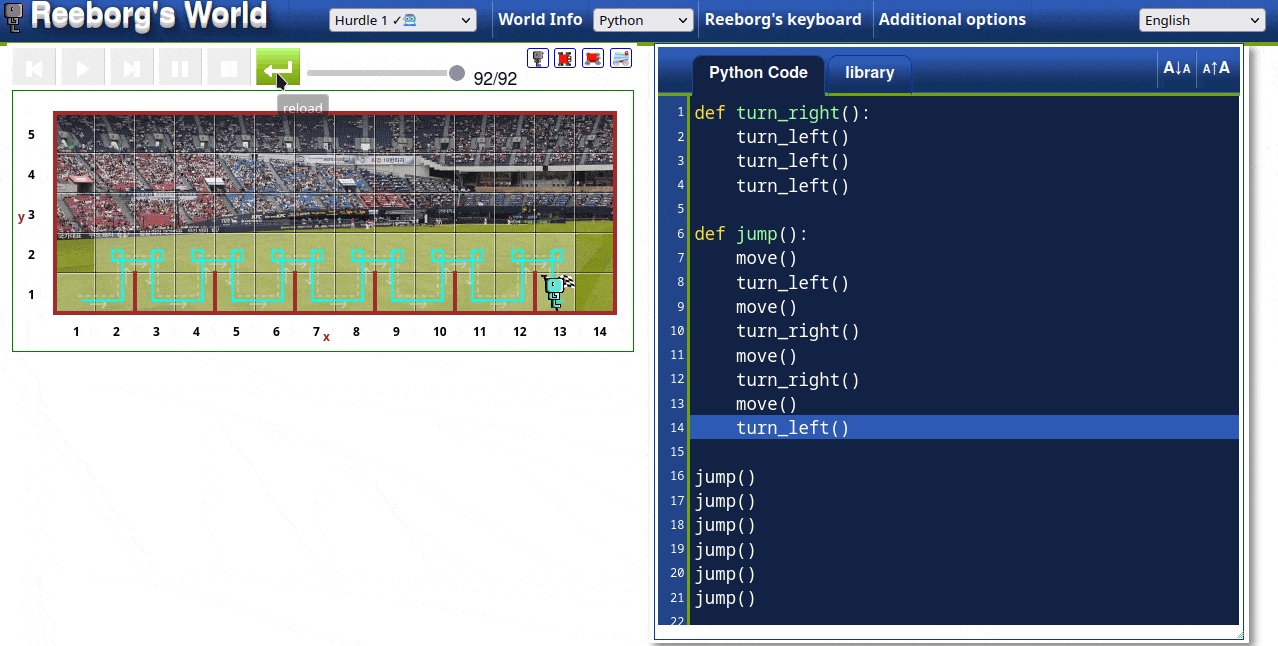 Reeborg's World
Hurdle 1 ✓
World Info
Python
Reeborg's keyboard
Additional options
English
92/92
reload
5
4
y 3
2
1
1 2 3 4 5 6 7 8 9 10 11 12 13 14
x
Python Code
library
A↓A A↑A
1 def turn_right():
2     turn_left()
3     turn_left()
4     turn_left()
5
6 def jump():
7     move()
8     turn_left()
9     move()
10     turn_right()
11     move()
12     turn_right()
13     move()
14     turn_left()
15
16 jump()
17 jump()
18 jump()
19 jump()
20 jump()
21 jump()
22